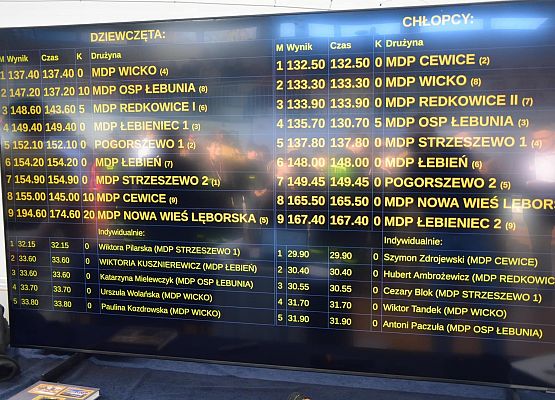 DZIEWCZĘTA:
M Wynik Czas K Drużyna
1 137.40 137.40 0 MDP WICKO (4)
2 147.20 137.20 10 MDP OSP ŁEBUNIA (8)
3 148.60 143.60 5 MDP REDKOWICE I (6)
4 149.40 149.40 0 MDP ŁEBIENIEC 1 (3)
5 152.10 152.10 0 POGORSZEWO 1 (2)
6 154.20 154.20 0 MDP ŁEBIEŃ (7)
7 154.90 154.90 0 MDP STRZESZEWO 2 (1)
8 155.00 145.00 10 MDP CEWICE (9)
9 194.60 174.60 20 MDP NOWA WIEŚ LĘBORSKA (5)
Indywidualnie:
1 32.15 32.15 0 Wiktoria Pilarska (MDP STRZESZEWO 1)
2 33.60 33.60 0 WIKTORIA KUSZNIEREWICZ (MDP ŁEBIEŃ)
3 33.60 33.60 0 Katarzyna Mielewczyk (MDP OSP ŁEBUNIA)
4 33.70 33.70 0 Urszula Wolańska (MDP WICKO)
5 33.80 33.80 0 Paulina Kozdrowska (MDP WICKO)
CHŁOPCY:
M Wynik Czas K Drużyna
1 132.50 132.50 0 MDP CEWICE (2)
2 133.30 133.30 0 MDP WICKO (8)
3 133.90 133.90 0 MDP REDKOWICE II (7)
4 135.70 130.70 5 MDP OSP ŁEBUNIA (3)
5 137.80 137.80 0 MDP STRZESZEWO 1 (4)
6 148.00 148.00 0 MDP ŁEBIEŃ (6)
7 149.45 149.45 0 POGORSZEWO 2 (5)
8 165.50 165.50 0 MDP NOWA WIEŚ LĘBORS
9 167.40 167.40 0 MDP ŁEBIENIEC 2 (9)
Indywidualnie:
1 29.90 29.90 0 Szymon Zdrojewski (MDP CEWICE)
2 30.40 30.40 0 Hubert Ambrożewicz (MDP REDKOWIC
3 30.55 30.55 0 Cezary Blok (MDP STRZESZEWO 1)
4 31.70 31.70 0 Wiktor Tandek (MDP WICKO)
5 31.90 31.90 0 Antoni Paczuła (MDP OSP ŁEBUNIA)